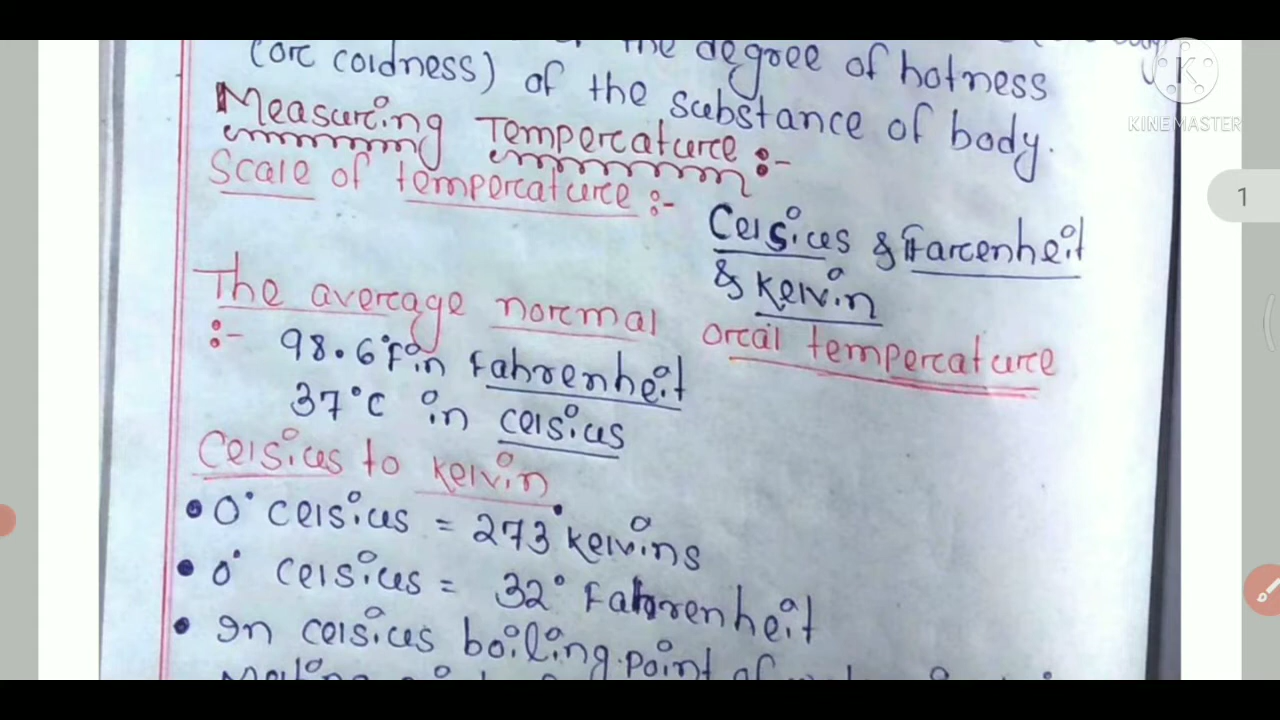 the degree of hotness
(or coldness) of the substance of body.
Measuring Temperature :-
Scale of temperature :-
Celsius & Farenheit
& Kelvin
The average normal oral temperature
:- 98.6°F in Fahrenheit
37°C in celsius
Celsius to kelvin
• 0° celsius = 273° kelvins
• 0° celsius = 32° Fahrenheit
• In celsius boiling point of
K
KINEMASTER
1